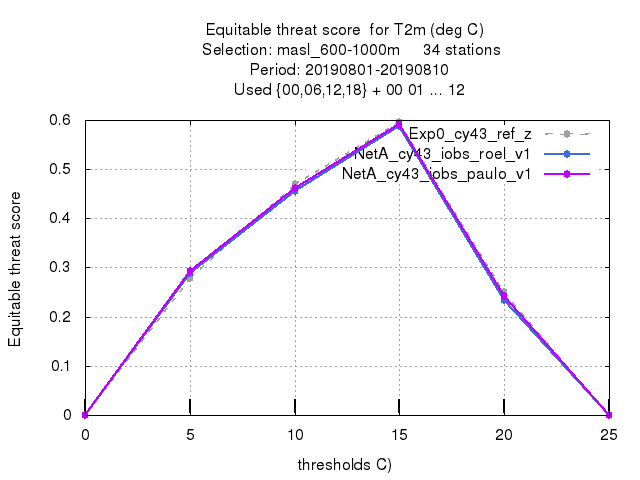 Equitable threat score  for T2m (deg C)
Selection: masl_600-1000m     34 stations
Period: 20190801-20190810
Used {00,06,12,18} + 00 01 ... 12
Exp0_cy43_ref_z
NetA_cy43_iobs_roel_v1
NetA_cy43_iobs_paulo_v1
0.6
0.5
0.4
0.3
0.2
0.1
0
Equitable threat score
0 5 10 15 20 25
thresholds C)